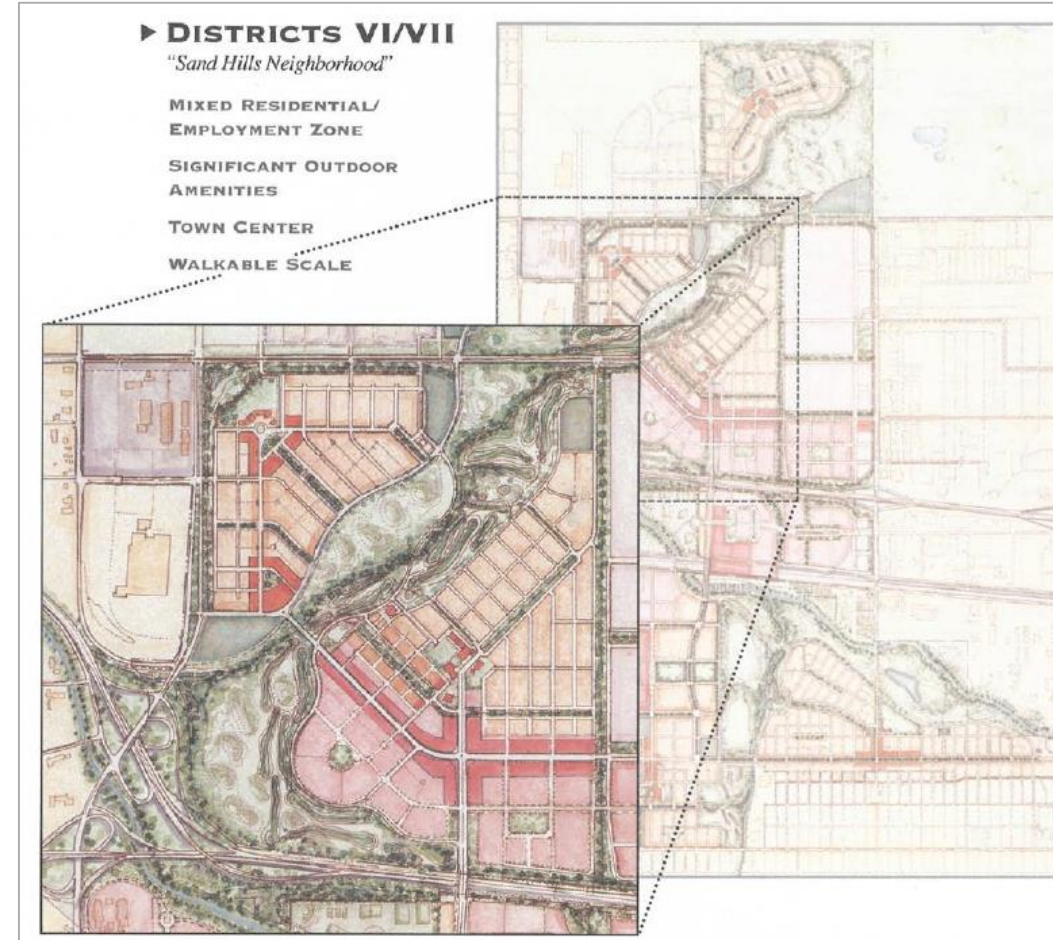 DISTRICTS VI/VII
"Sand Hills Neighborhood"
MIXED RESIDENTIAL/
EMPLOYMENT ZONE
SIGNIFICANT OUTDOOR
AMENITIES
TOWN CENTER
WALKABLE SCALE